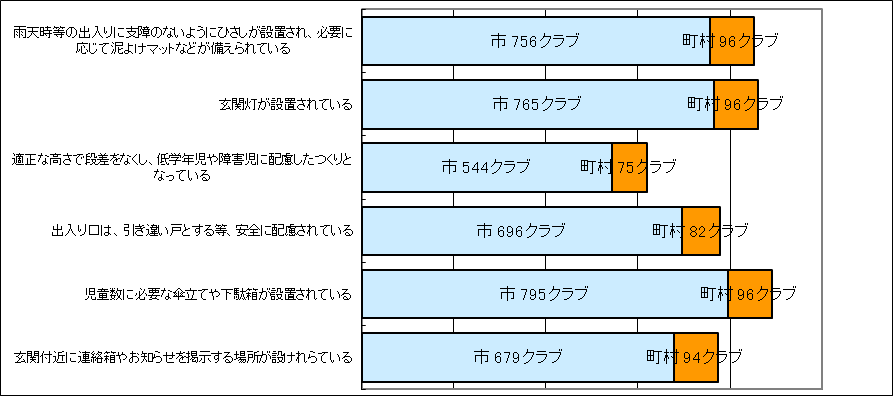 雨天時等の出入りに支障のないようにひさしが設置され、必要に
応じて泥よけマットなどが備えられている
市 756クラブ
町村 96クラブ
玄関灯が設置されている
市 765クラブ
町村 96クラブ
適正な高さで段差をなくし、低学年児や障害児に配慮したつくりと
なっている
市 544クラブ
町村 75クラブ
出入り口は、引き違い戸とする等、安全に配慮されている
市 696クラブ
町村 82クラブ
児童数に必要な傘立てや下駄箱が設置されている
市 795クラブ
町村 96クラブ
玄関付近に連絡箱やお知らせを掲示する場所が設けれらている
市 679クラブ
町村 94クラブ